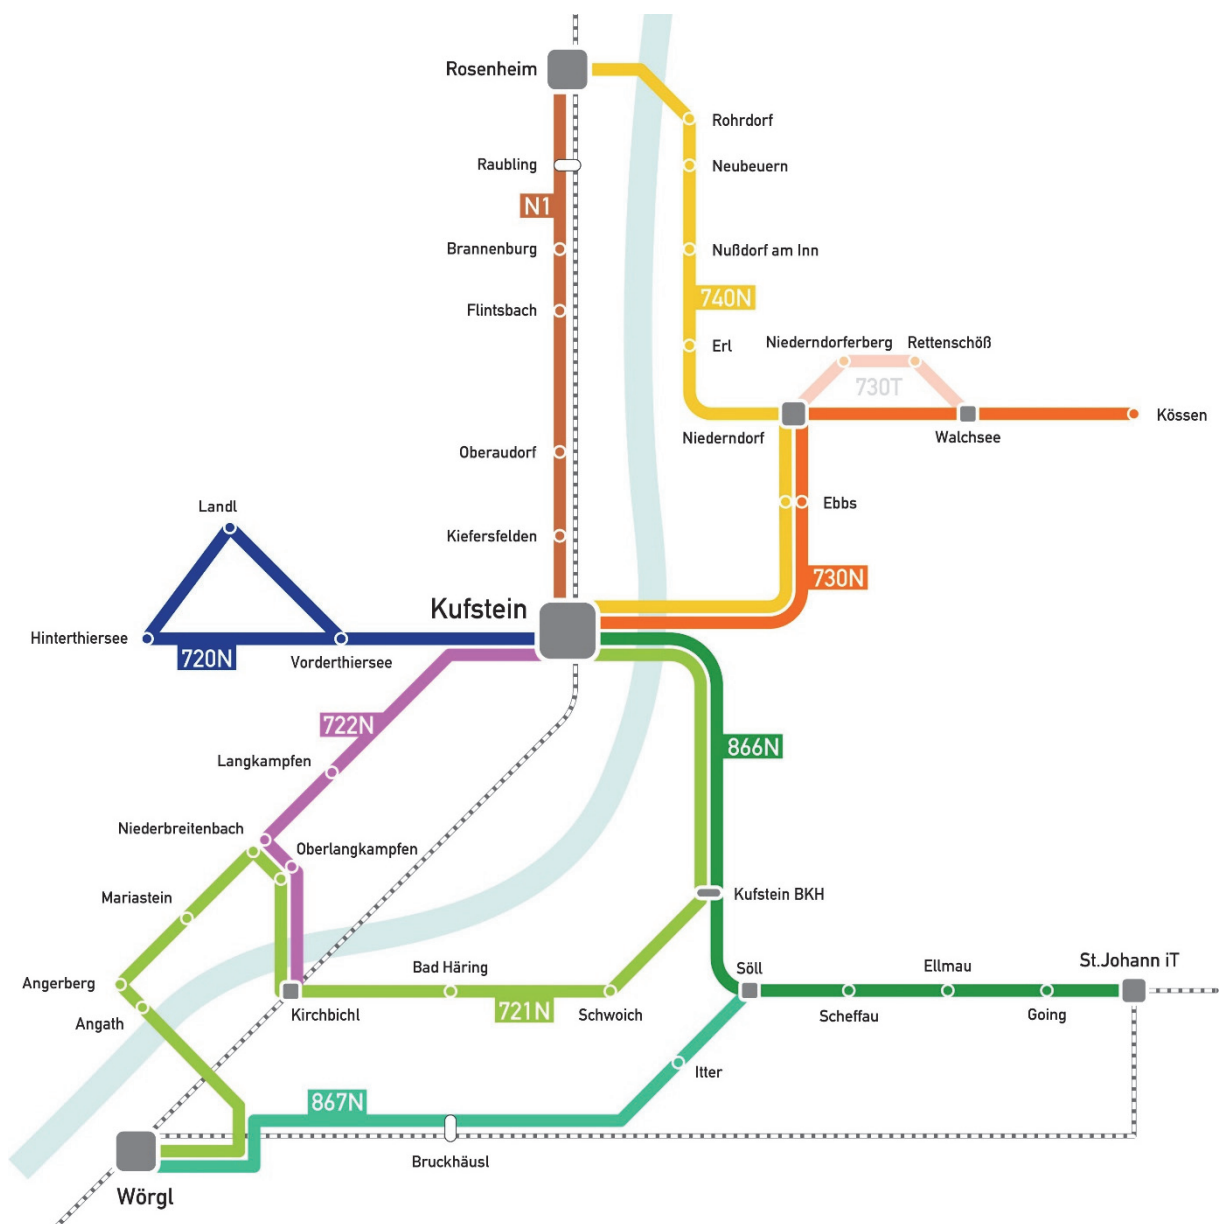 Rosenheim
Rohrdorf
Raubling
Neubeuern
N1
Brannenburg
Nußdorf am Inn
740N
Flintsbach
Erl
Niederndorferberg
Rettenschöß
730T
Niederndorf
Walchsee
Kössen
Oberaudorf
Ebbs
Landl
Kiefersfelden
730N
Kufstein
Hinterthiersee
720N
Vorderthiersee
722N
866N
Langkampfen
Niederbreitenbach
Oberlangkampfen
Mariastein
Kufstein BKH
Angerberg
Bad Häring
Söll
Ellmau
St.Johann iT
Angath
Kirchbichl
721N
Schwoich
Scheffau
Going
Itter
867N
Bruckhäusl
Wörgl